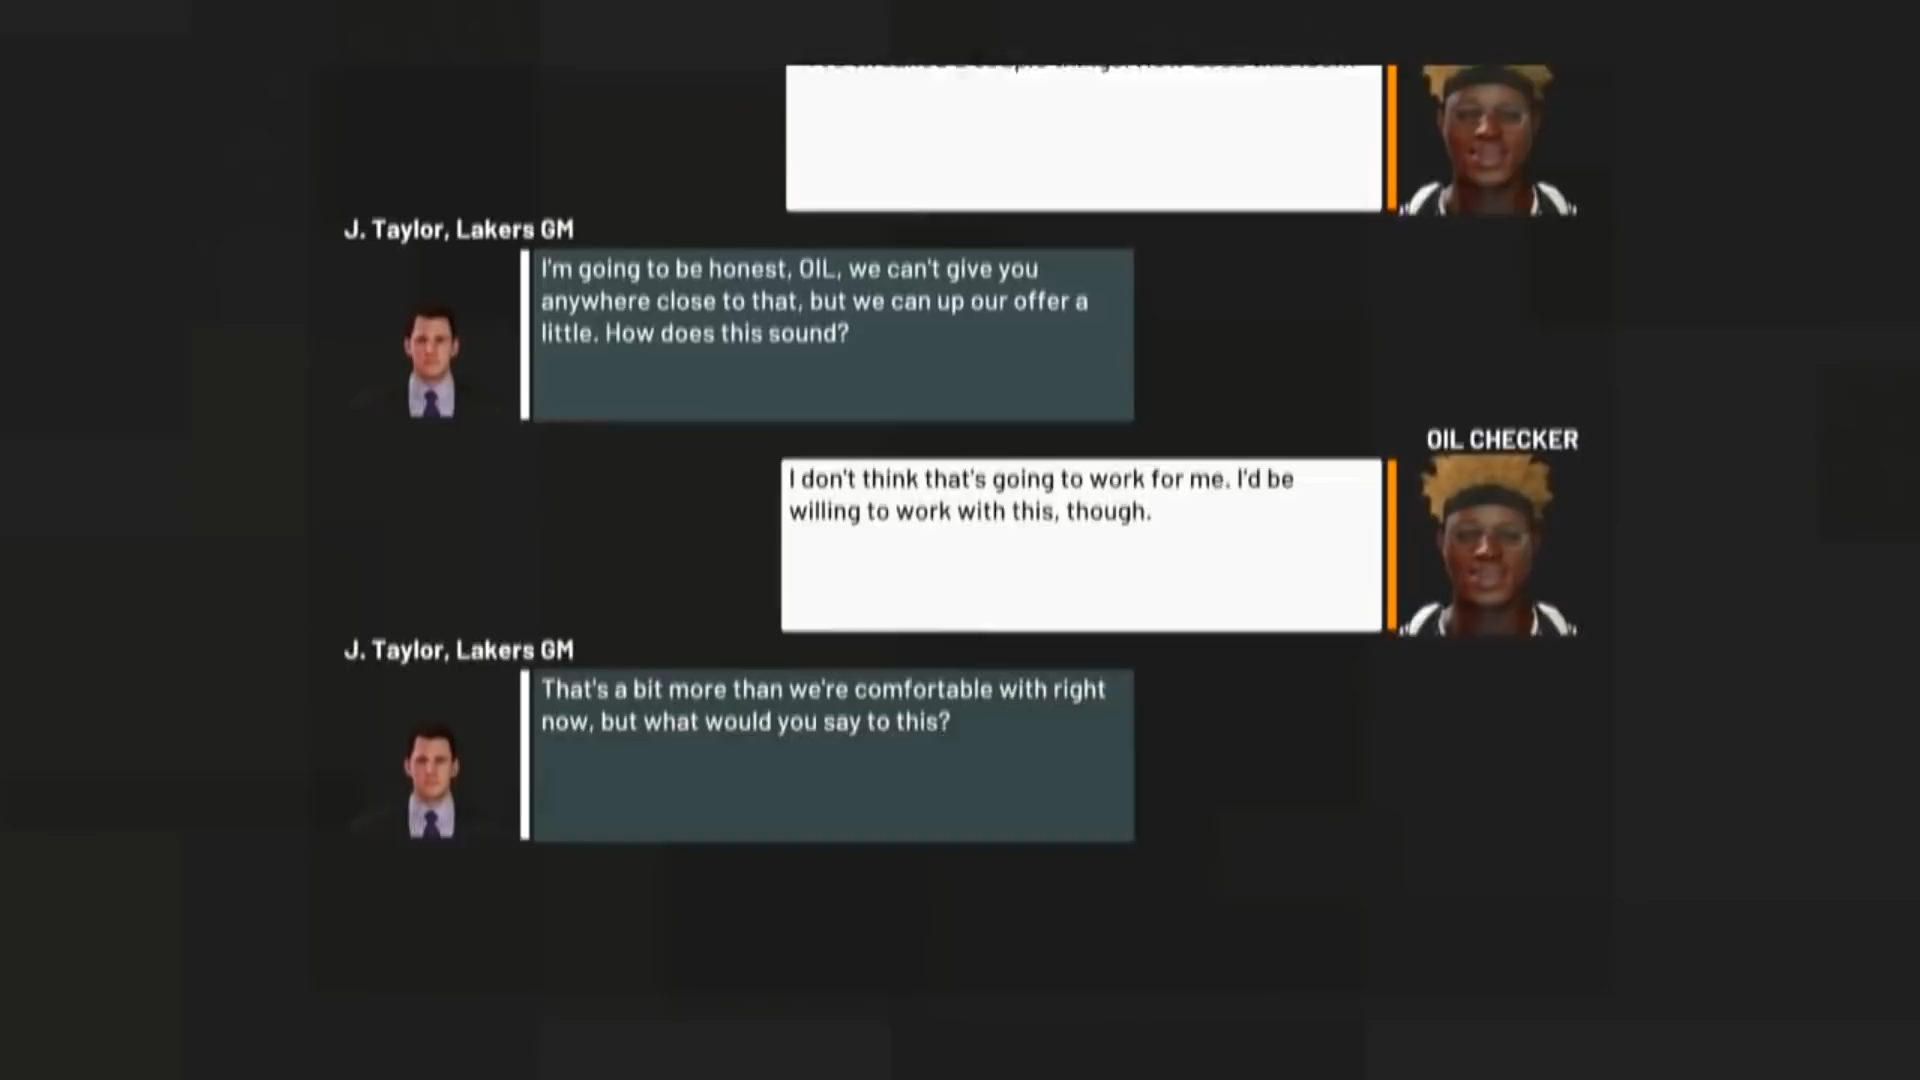 J. Taylor, Lakers GM
I'm going to be honest, OIL, we can't give you
anywhere close to that, but we can up our offer a
little. How does this sound?
OIL CHECKER
I don't think that's going to work for me. I'd be
willing to work with this, though.
J. Taylor, Lakers GM
That's a bit more than we're comfortable with right
now, but what would you say to this?